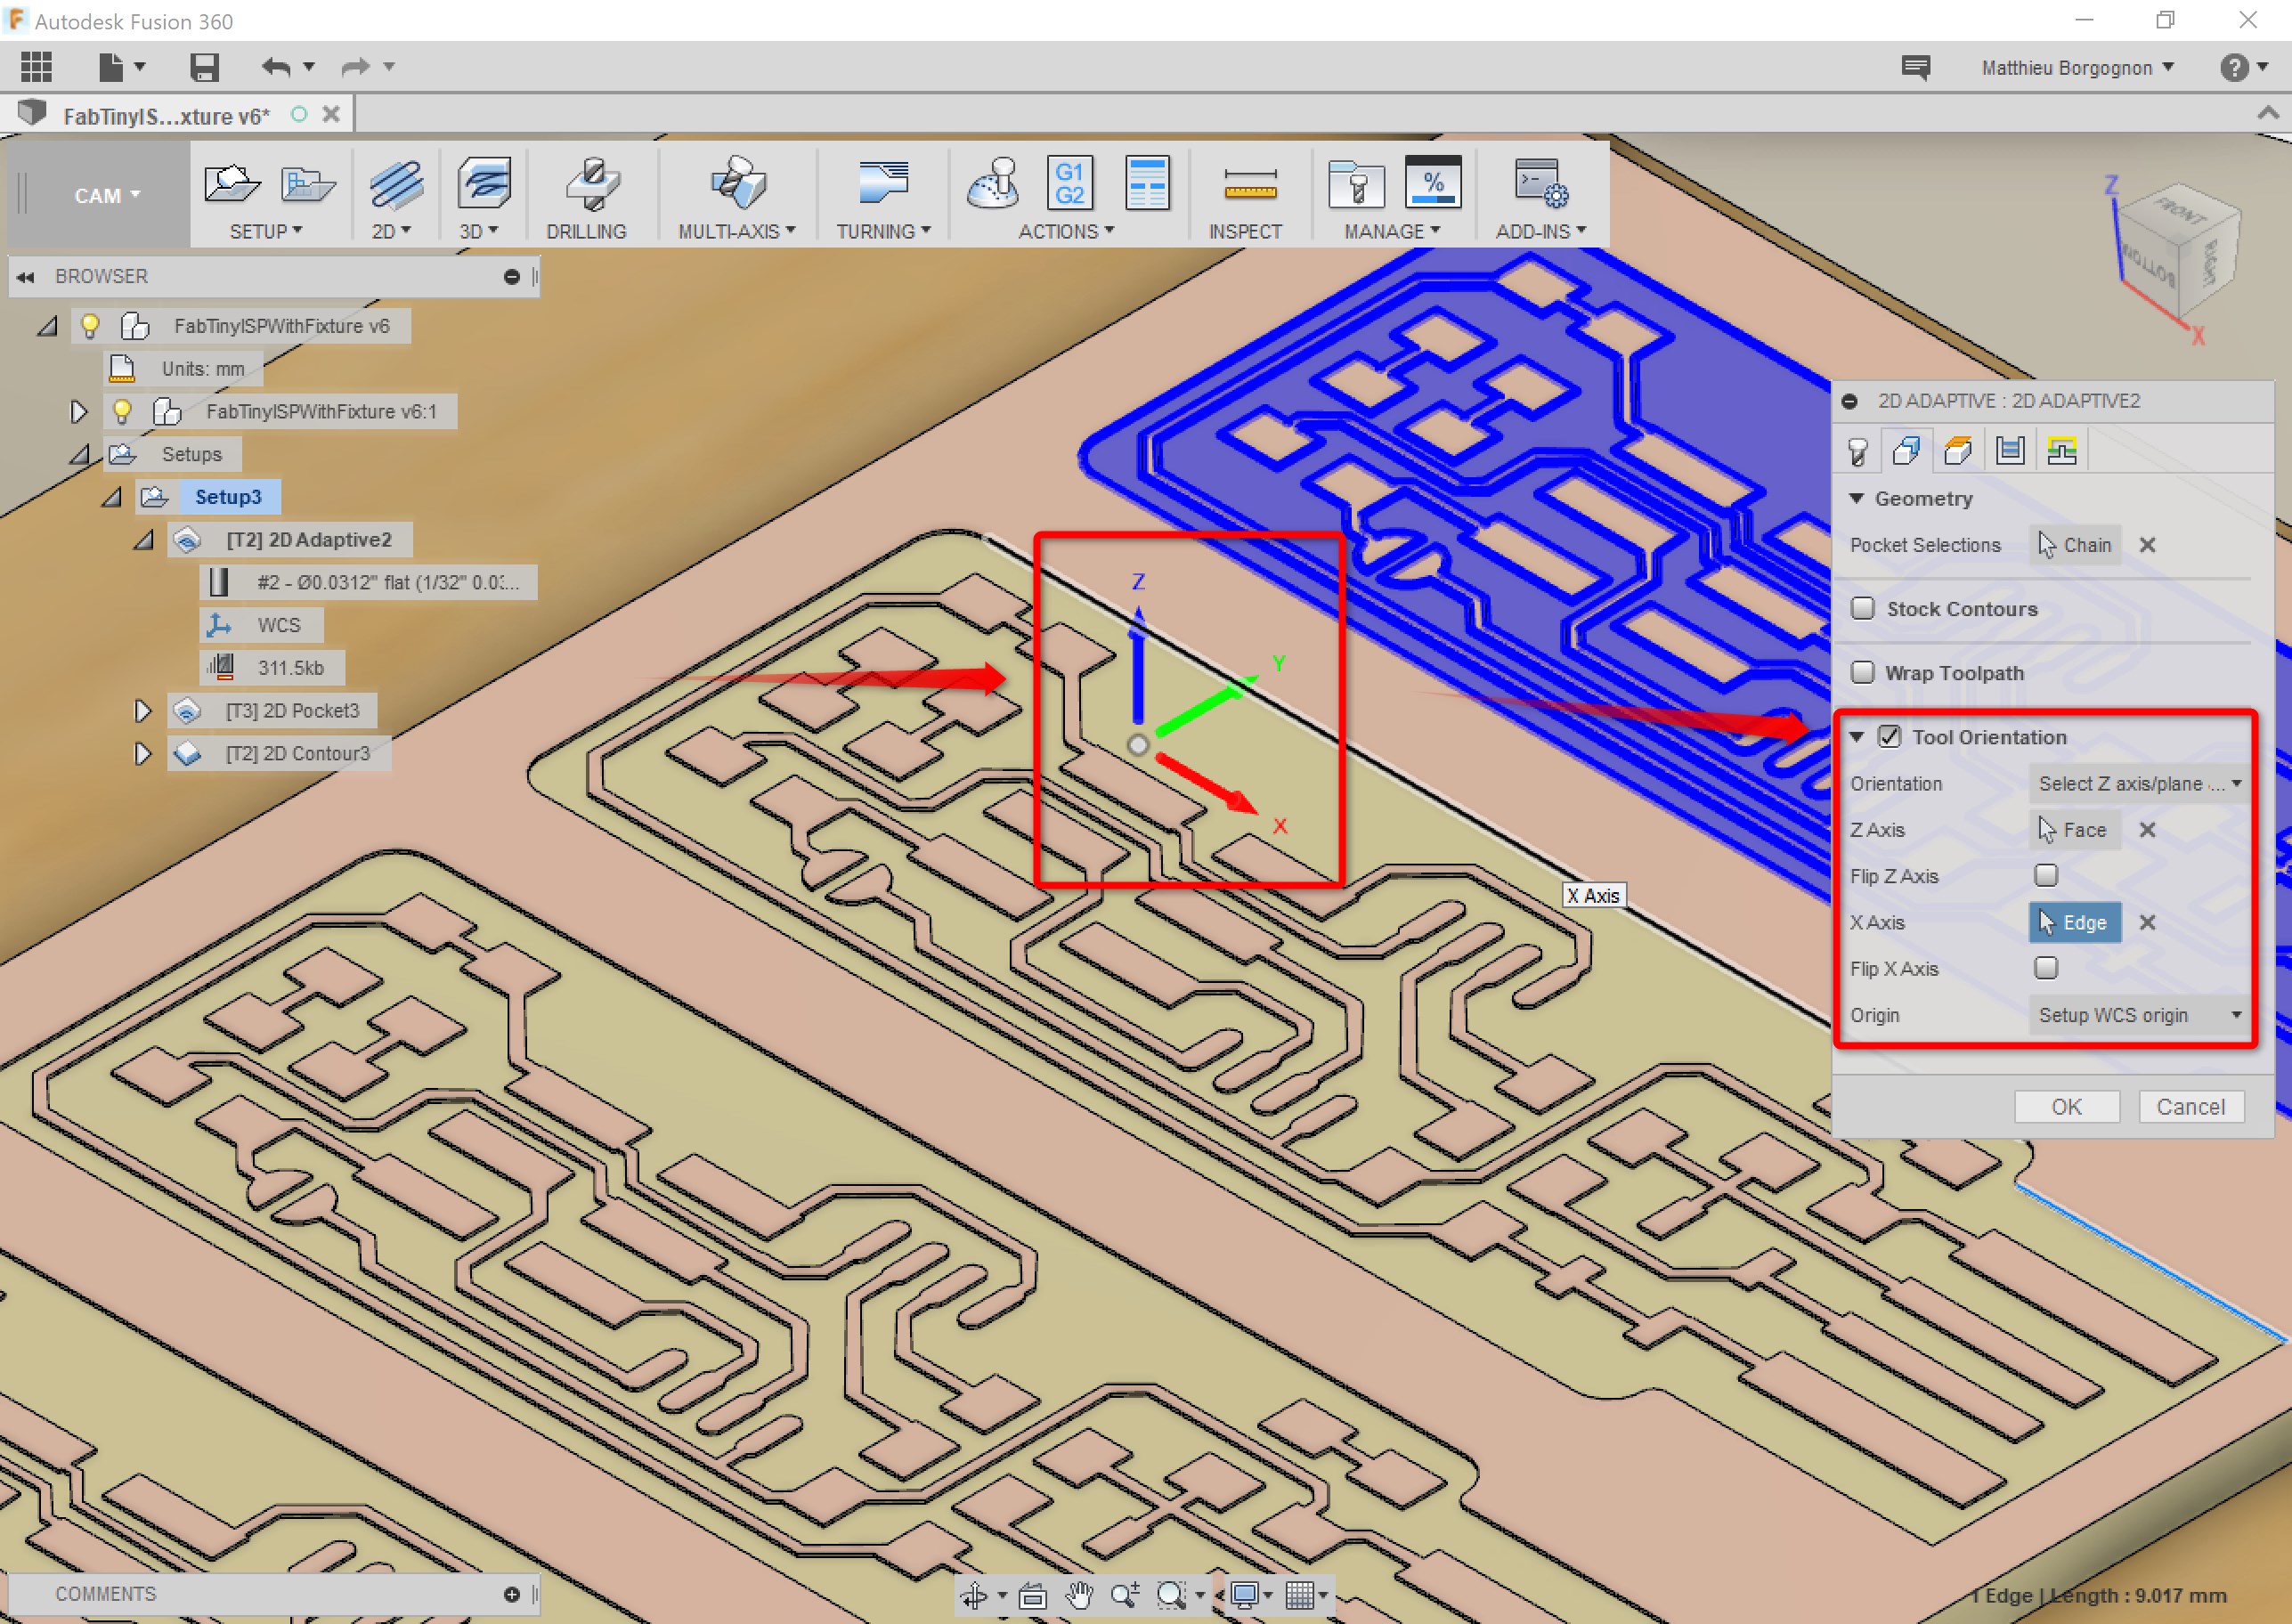 Autodesk Fusion 360
Matthieu Borgognon
FabTinyIS...xture v6*
CAM
G1
G2
%
SETUP
2D
3D
DRILLING
MULTI-AXIS
TURNING
ACTIONS
INSPECT
MANAGE
ADD-INS
Z
FRONT
BOTTOM
RIGHT
X
BROWSER
FabTinyISPWithFixture v6
Units: mm
FabTinyISPWithFixture v6:1
Setups
Setup3
[T2] 2D Adaptive2
#2 - Ø0.0312" flat (1/32" 0.03...
WCS
311.5kb
[T3] 2D Pocket3
[T2] 2D Contour3
Z
Y
X
X Axis
2D ADAPTIVE : 2D ADAPTIVE2
Geometry
Pocket Selections Chain
Stock Contours
Wrap Toolpath
Tool Orientation
Orientation Select Z axis/plane ...
Z Axis Face
Flip Z Axis
X Axis Edge
Flip X Axis
Origin Setup WCS origin
OK Cancel
COMMENTS
1 Edge | Length : 9.017 mm